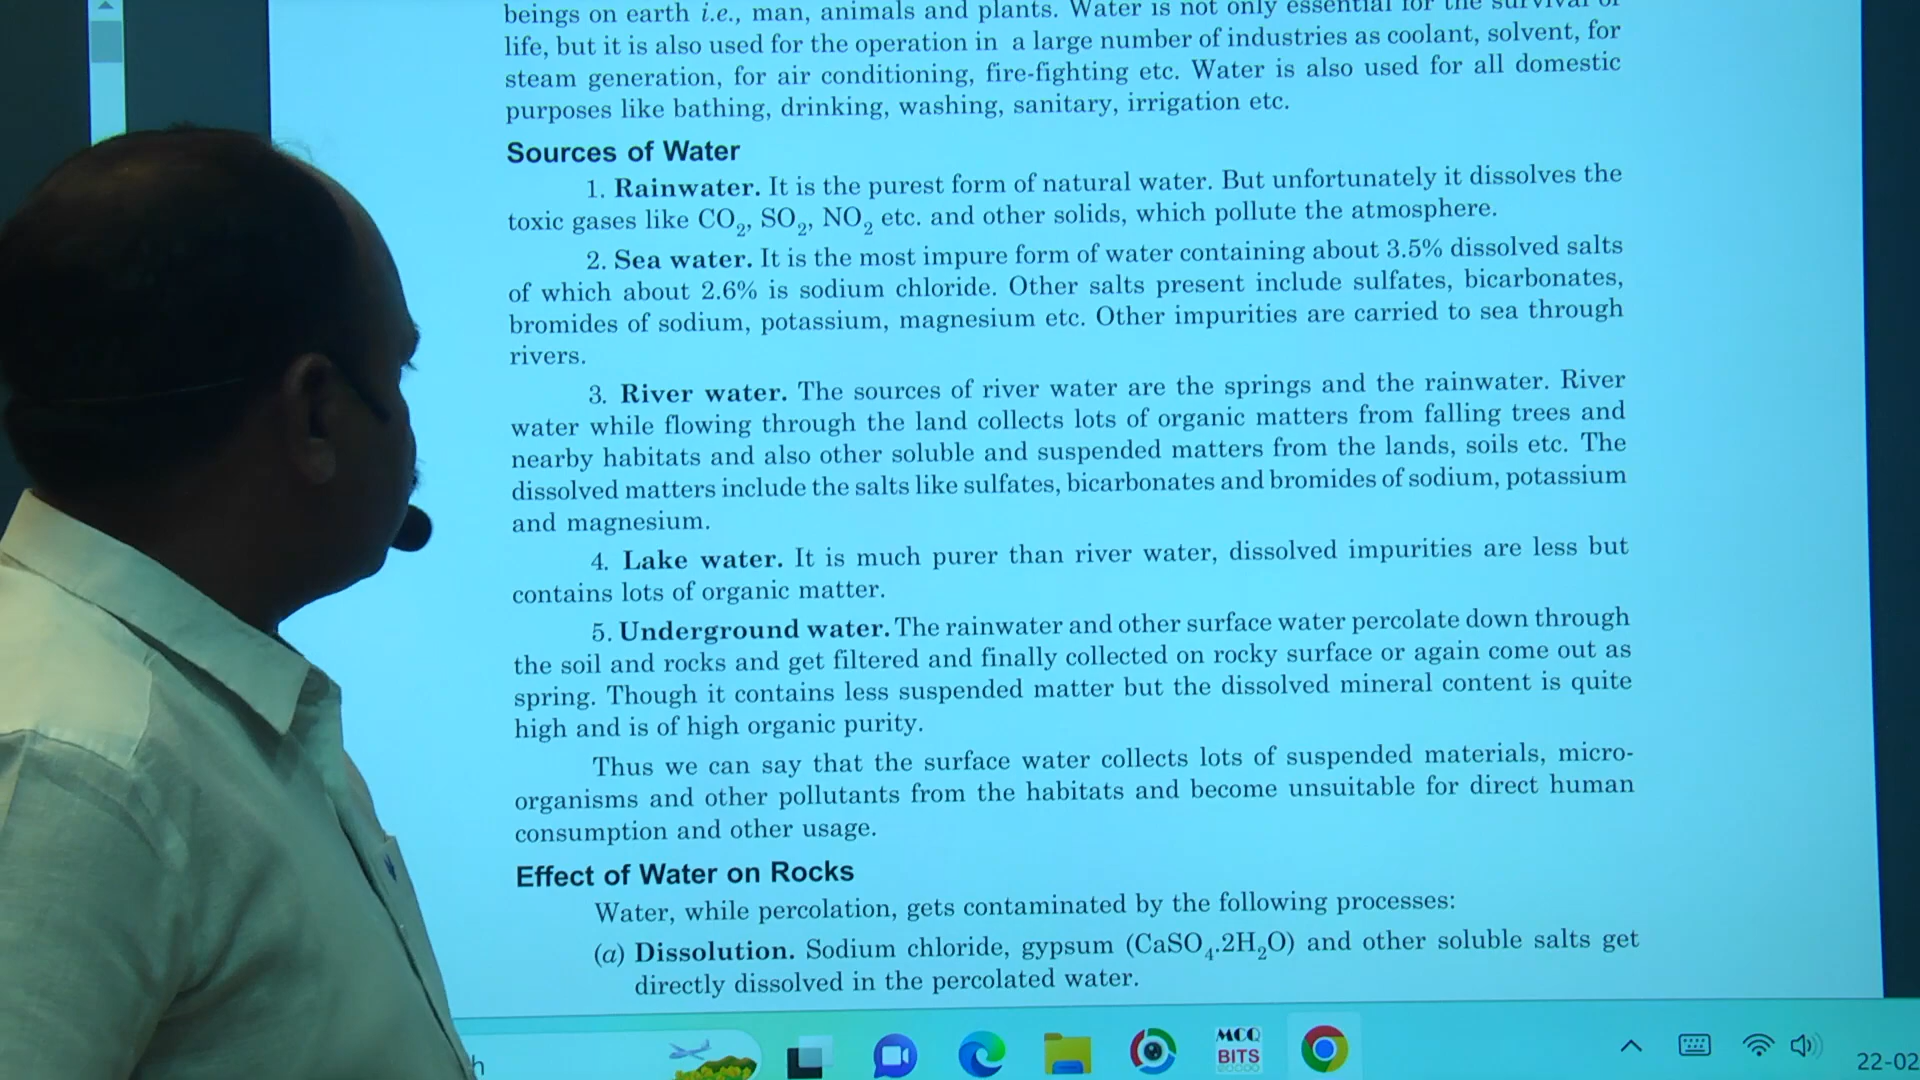 beings on earth i.e., man, animals and plants. Water is not only essential for the survival of
life, but it is also used for the operation in a large number of industries as coolant, solvent, for
steam generation, for air conditioning, fire-fighting etc. Water is also used for all domestic
purposes like bathing, drinking, washing, sanitary, irrigation etc.
Sources of Water
1. Rainwater. It is the purest form of natural water. But unfortunately it dissolves the
toxic gases like CO₂, SO₂, NO₂ etc. and other solids, which pollute the atmosphere.
2. Sea water. It is the most impure form of water containing about 3.5% dissolved salts
of which about 2.6% is sodium chloride. Other salts present include sulfates, bicarbonates,
bromides of sodium, potassium, magnesium etc. Other impurities are carried to sea through
rivers.
3. River water. The sources of river water are the springs and the rainwater. River
water while flowing through the land collects lots of organic matters from falling trees and
nearby habitats and also other soluble and suspended matters from the lands, soils etc. The
dissolved matters include the salts like sulfates, bicarbonates and bromides of sodium, potassium
and magnesium.
4. Lake water. It is much purer than river water, dissolved impurities are less but
contains lots of organic matter.
5. Underground water. The rainwater and other surface water percolate down through
the soil and rocks and get filtered and finally collected on rocky surface or again come out as
spring. Though it contains less suspended matter but the dissolved mineral content is quite
high and is of high organic purity.
Thus we can say that the surface water collects lots of suspended materials, micro-
organisms and other pollutants from the habitats and become unsuitable for direct human
consumption and other usage.
Effect of Water on Rocks
Water, while percolation, gets contaminated by the following processes:
(a) Dissolution. Sodium chloride, gypsum (CaSO₄.2H₂O) and other soluble salts get
directly dissolved in the percolated water.
h
MCQ
BITS
22-02